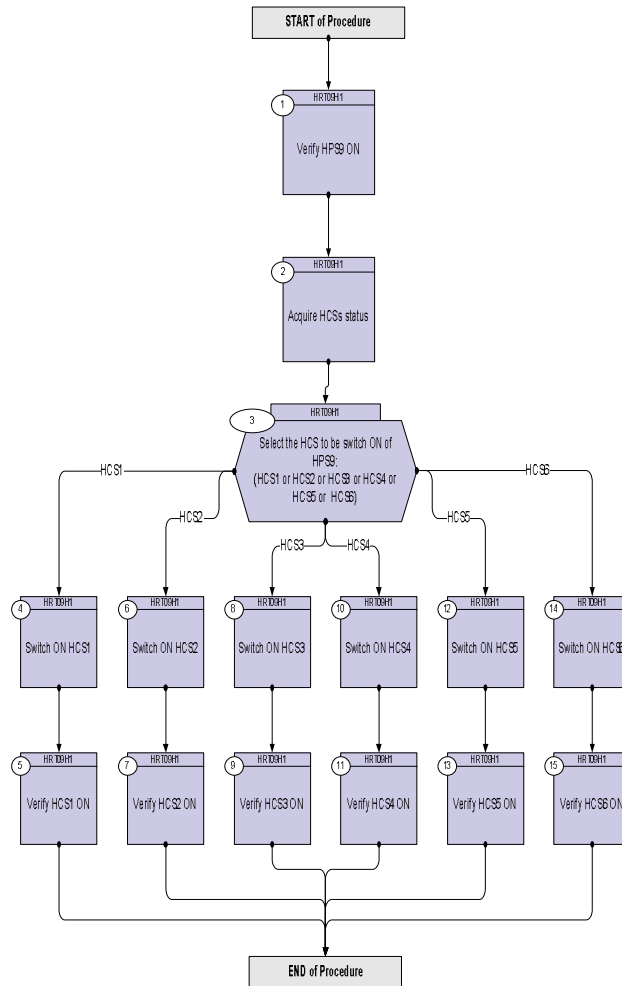 START of Procedure
HRT09H1
1
Verify HPS9 ON
HRT09H1
2
Acquire HCSs status
HRT09H1
3
Select the HCS to be switch ON of
HPS9:
(HCS1 or HCS2 or HCS3 or HCS4 or
HCS5 or HCS6)
HCS1
HCS2
HCS3
HCS4
HCS5
HCS6
HRT09H1
4
Switch ON HCS1
HRT09H1
6
Switch ON HCS2
HRT09H1
8
Switch ON HCS3
HRT09H1
10
Switch ON HCS4
HRT09H1
12
Switch ON HCS5
HRT09H1
14
Switch ON HCS6
HRT09H1
5
Verify HCS1 ON
HRT09H1
7
Verify HCS2 ON
HRT09H1
9
Verify HCS3 ON
HRT09H1
11
Verify HCS4 ON
HRT09H1
13
Verify HCS5 ON
HRT09H1
15
Verify HCS6 ON
END of Procedure